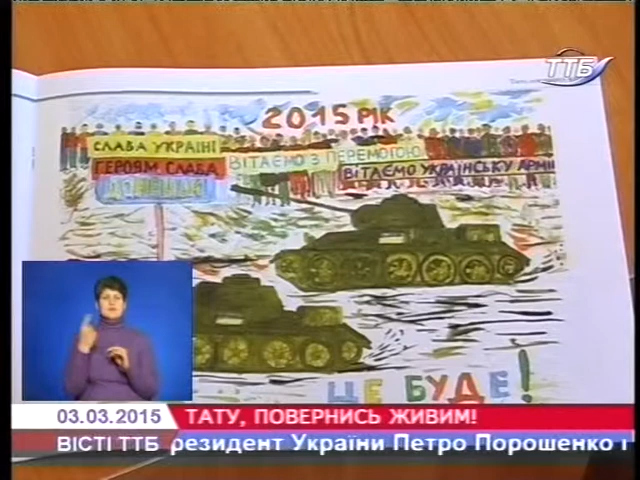 ТТБ
2015 РІК
СЛАВА УКРАЇНІ
ГЕРОЯМ СЛАВА
ВІТАЄМО З ПЕРЕМОГОЮ
ВІТАЄМО УКРАЇНСЬКУ АРМІ
ЦЕ БУДЕ!
03.03.2015
ТАТУ, ПОВЕРНИСЬ ЖИВИМ!
ВІСТІ ТТБ
резидент України Петро Порошенко